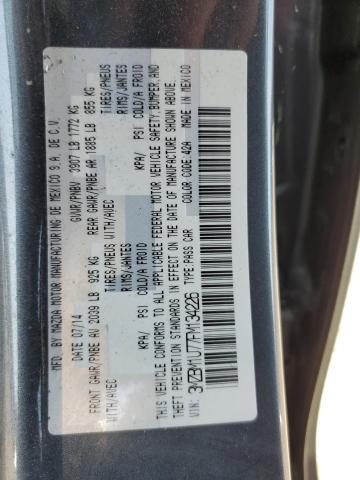 MFD. BY MAZDA MOTOR MANUFACTURING DE MEXICO S.A. DE C.V.
DATE 07/14 GVWR/PNBV 3907 LB 1772 KG
FRONT GAWR/PNBE AV 2039 LB 925 KG REAR GAWR/PNBE AR 1885 LB 855 KG
WITH/AVEC TIRES/PNEUS WITH/AVEC TIRES/PNEUS
RIMS/JANTES RIMS/JANTES
KPA/ PSI COLD/A FROID KPA/ PSI COLD/A FROID
THIS VEHICLE CONFORMS TO ALL APPLICABLE FEDERAL MOTOR VEHICLE SAFETY, BUMPER, AND
THEFT PREVENTION STANDARDS IN EFFECT ON THE DATE OF MANUFACTURE SHOWN ABOVE.
VIN: 3MZBM1U77FM134226 COLOR CODE:42A MADE IN MEXICO